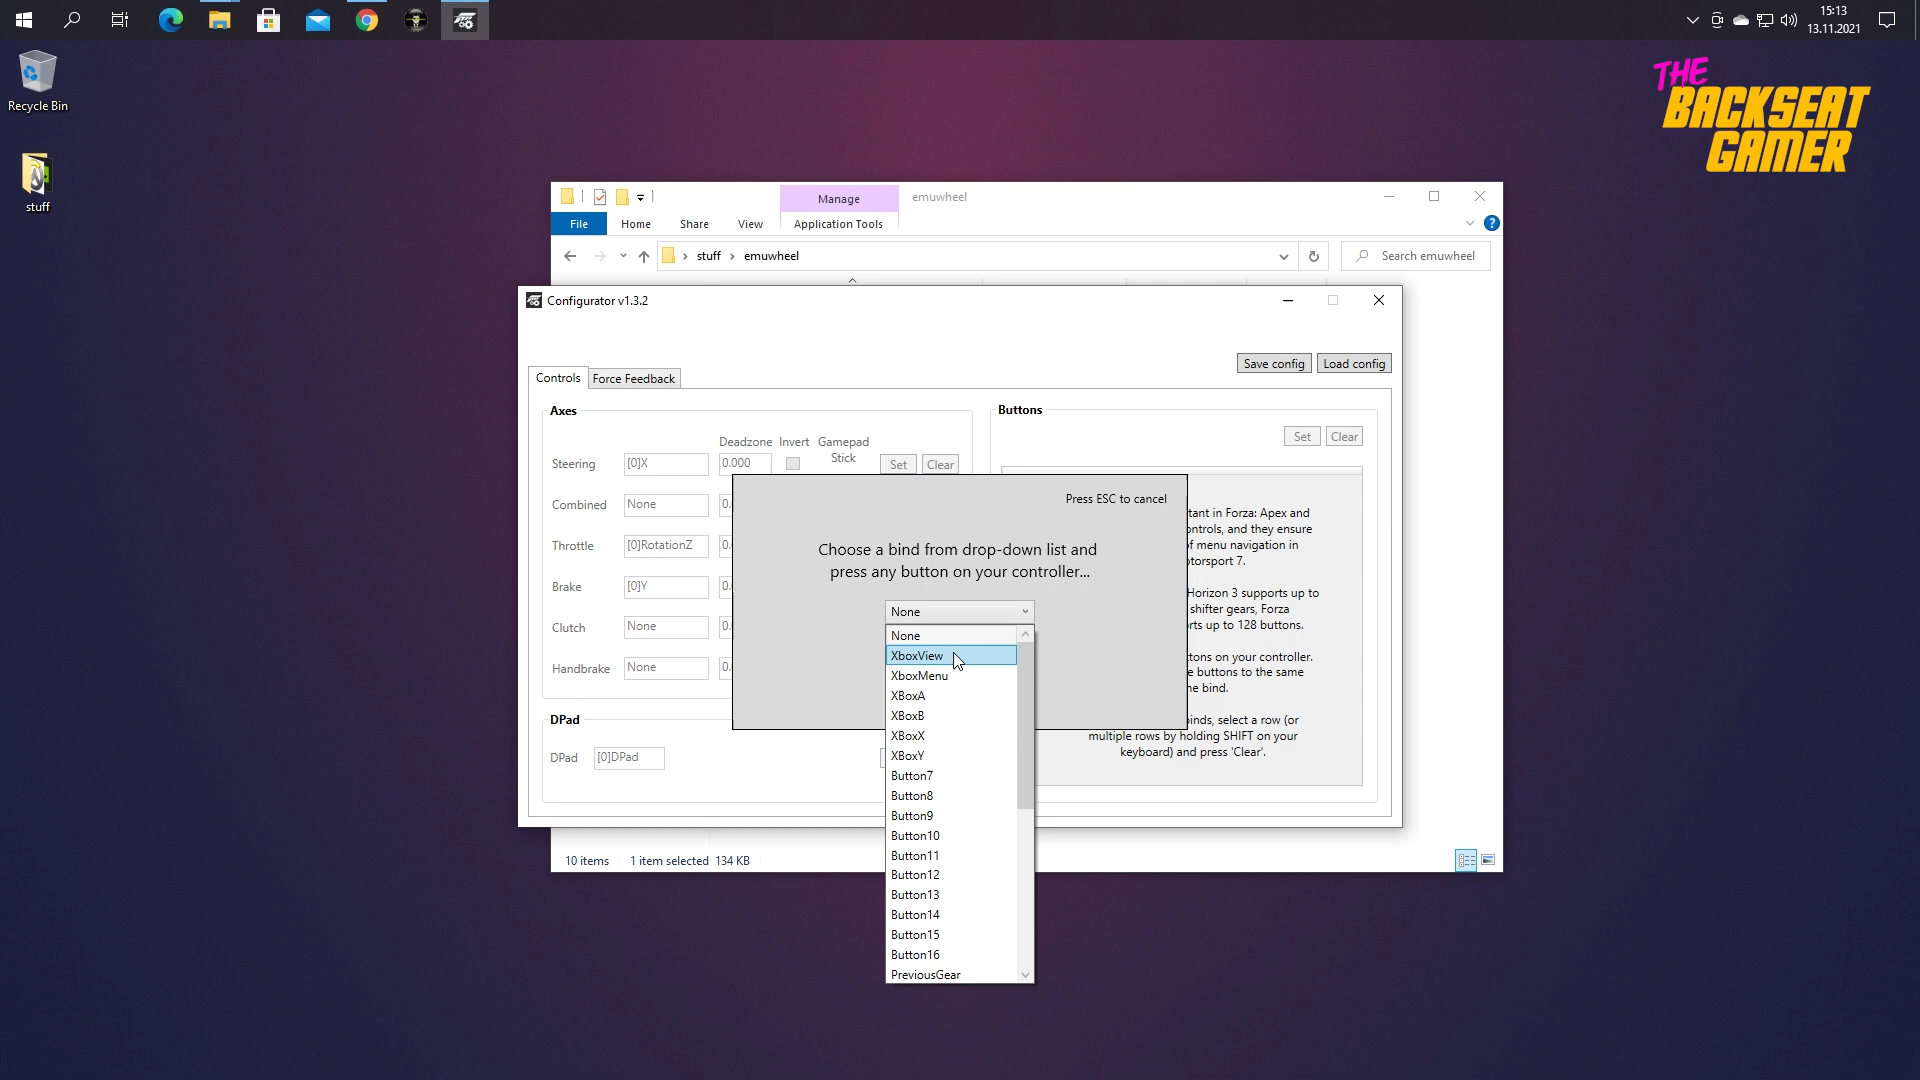 15:13
13.11.2021
Recycle Bin
stuff
THE
BACKSEAT
GAMER
Manage
emuwheel
File
Home
Share
View
Application Tools
stuff
emuwheel
Search emuwheel
Configurator v1.3.2
Save config
Load config
Controls
Force Feedback
Axes
Deadzone
Invert
Gamepad
Stick
Steering
[0]X
0.000
Set
Clear
Combined
None
0.
Throttle
[0]RotationZ
0.
Brake
[0]Y
0.
Clutch
None
0.
Handbrake
None
0.
DPad
DPad
[0]DPad
Buttons
Set
Clear
tant in Forza: Apex and
ontrols, and they ensure
f menu navigation in
otorsport 7.
Horizon 3 supports up to
shifter gears, Forza
rts up to 128 buttons.
ttons on your controller.
e buttons to the same
ne bind.
inds, select a row (or
multiple rows by holding SHIFT on your
keyboard) and press 'Clear'.
Press ESC to cancel
Choose a bind from drop-down list and
press any button on your controller...
None
None
XboxView
XboxMenu
XBoxA
XBoxB
XBoxX
XBoxY
Button7
Button8
Button9
Button10
Button11
Button12
Button13
Button14
Button15
Button16
PreviousGear
10 items
1 item selected 134 KB